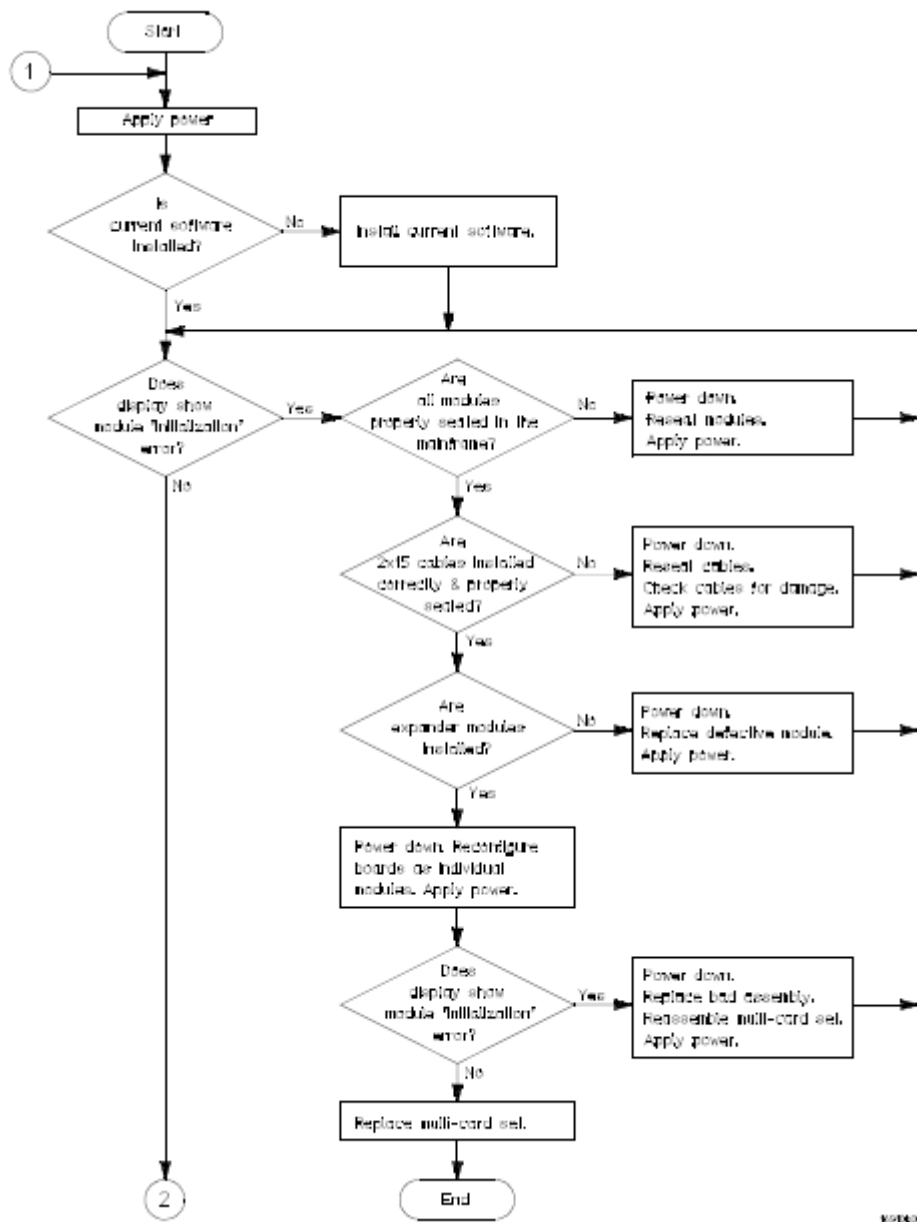 Start
1
Apply power
Is
current software
installed?
No
Install current software.
Yes
Does
display show
module "Initialization"
error?
Yes
Are
all modules
properly seated in the
mainframe?
No
Power down.
Reseat modules.
Apply power.
No
Yes
Are
2x15 cables installed
correctly & properly
seated?
No
Power down.
Reseat cables.
Check cables for damage.
Apply power.
Yes
Are
expander modules
installed?
No
Power down.
Replace defective module.
Apply power.
Yes
Power down. Reconfigure
boards as individual
modules. Apply power.
Does
display show
module "Initialization"
error?
Yes
Power down.
Replace bad assembly.
Reassemble multi-card set.
Apply power.
No
Replace multi-card set.
2
End